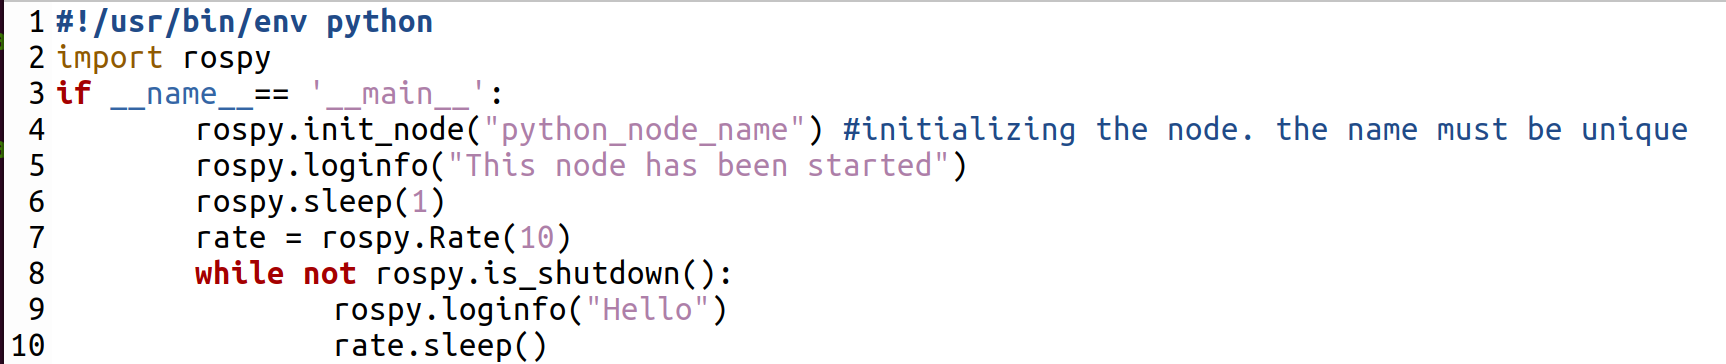 1 #!/usr/bin/env python
2 import rospy
3 if __name__== '__main__':
4         rospy.init_node("python_node_name") #initializing the node. the name must be unique
5         rospy.loginfo("This node has been started")
6         rospy.sleep(1)
7         rate = rospy.Rate(10)
8         while not rospy.is_shutdown():
9                 rospy.loginfo("Hello")
10                 rate.sleep()